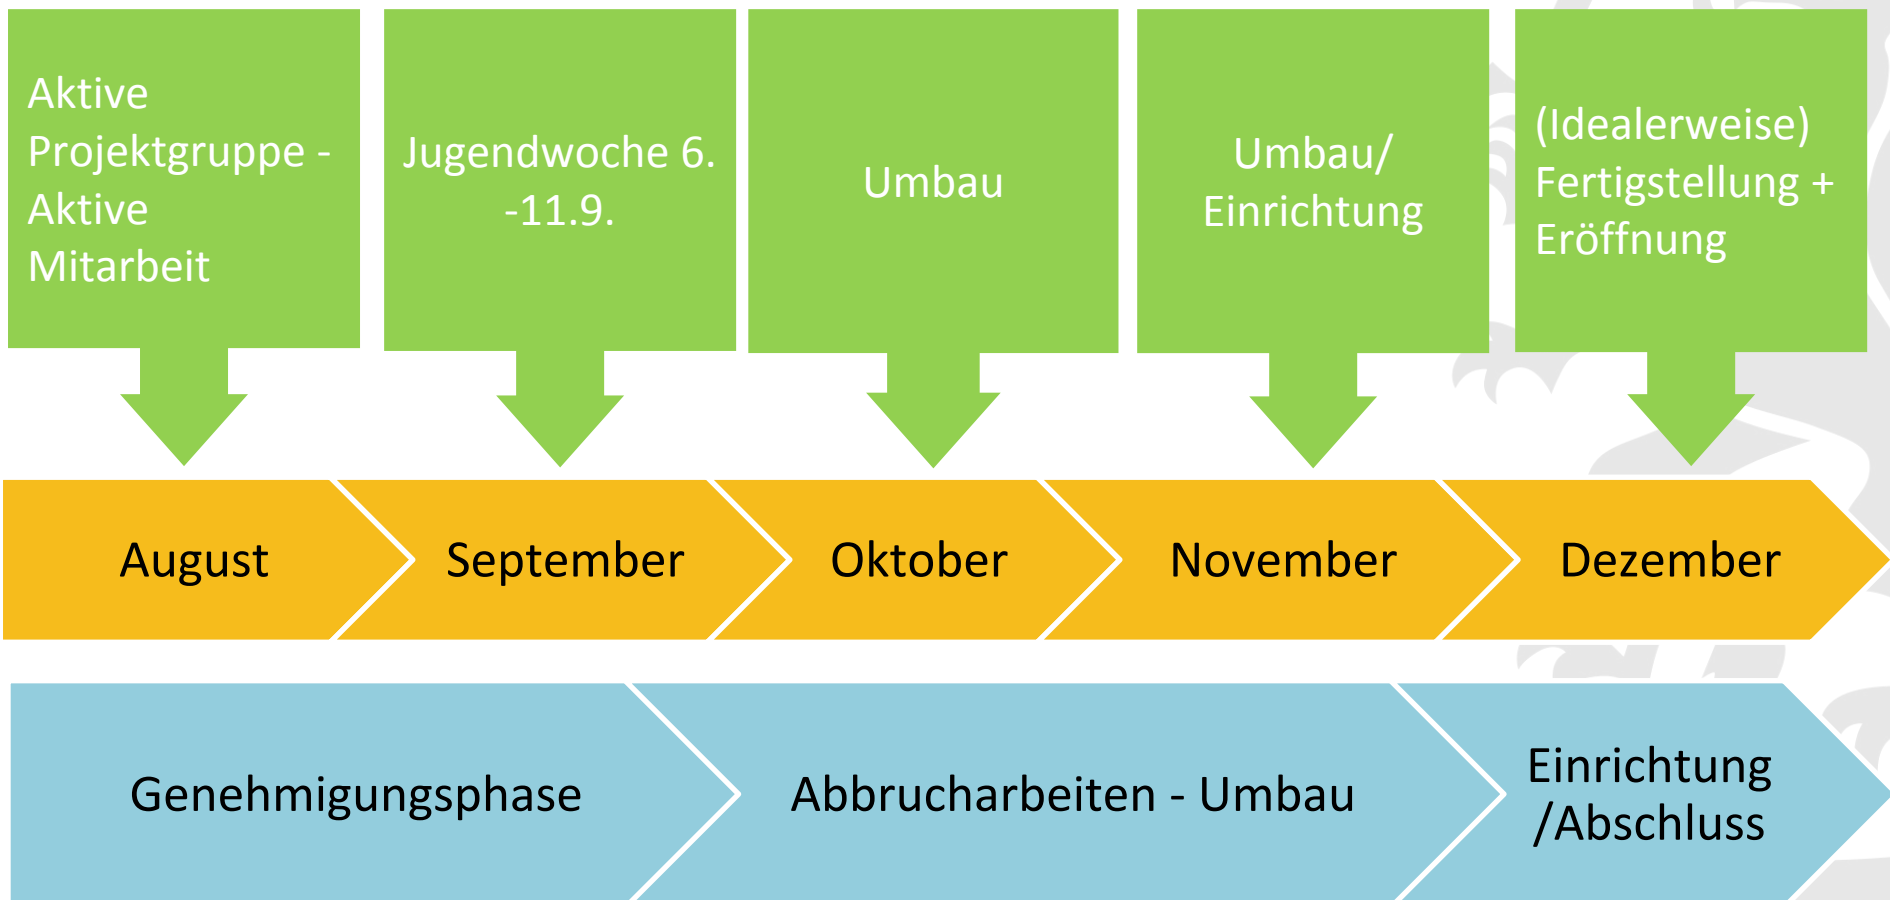 Aktive
Projektgruppe -
Aktive
Mitarbeit
Jugendwoche 6.
-11.9.
Umbau
Umbau/
Einrichtung
(Idealerweise)
Fertigstellung +
Eröffnung
August
September
Oktober
November
Dezember
Genehmigungsphase
Abbrucharbeiten - Umbau
Einrichtung
/Abschluss